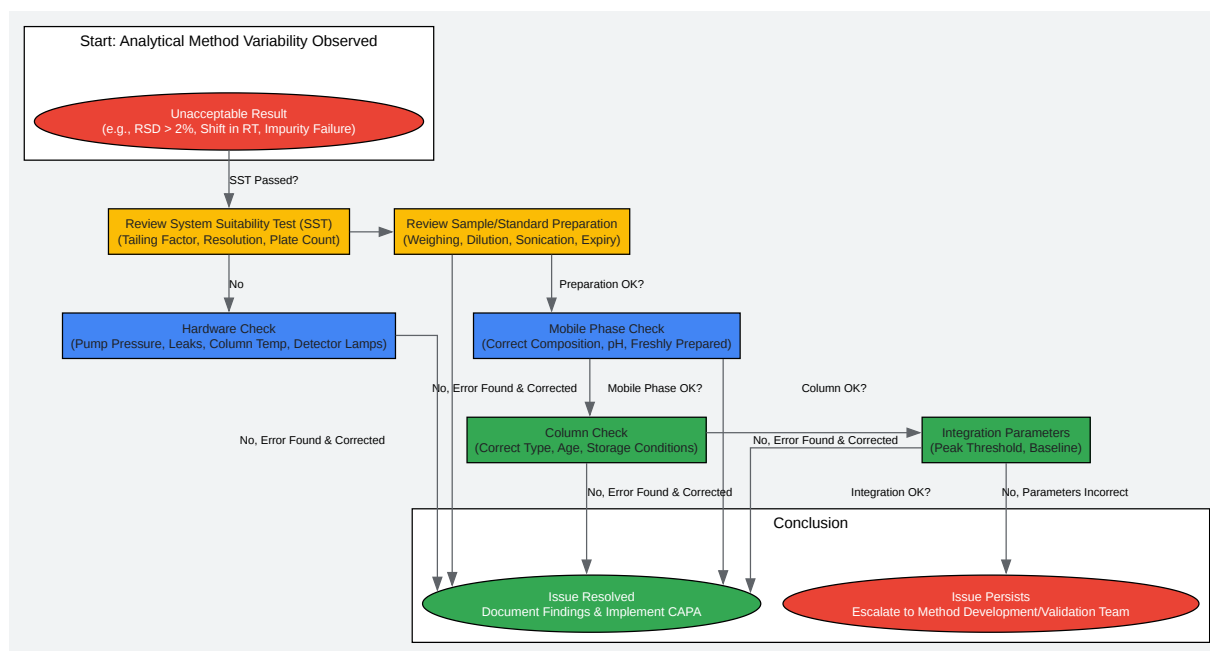 Start: Analytical Method Variability Observed
Unacceptable Result
(e.g., RSD > 2%, Shift in RT, Impurity Failure)
SST Passed?
Review System Suitability Test (SST)
(Tailing Factor, Resolution, Plate Count)
Review Sample/Standard Preparation
(Weighing, Dilution, Sonication, Expiry)
No
Preparation OK?
Hardware Check
(Pump Pressure, Leaks, Column Temp, Detector Lamps)
Mobile Phase Check
(Correct Composition, pH, Freshly Prepared)
No, Error Found & Corrected
Mobile Phase OK?
Column OK?
No, Error Found & Corrected
Column Check
(Correct Type, Age, Storage Conditions)
No, Error Found & Corrected
Integration Parameters
(Peak Threshold, Baseline)
No, Error Found & Corrected
Integration OK?
No, Parameters Incorrect
Conclusion
Issue Resolved
Document Findings & Implement CAPA
Issue Persists
Escalate to Method Development/Validation Team